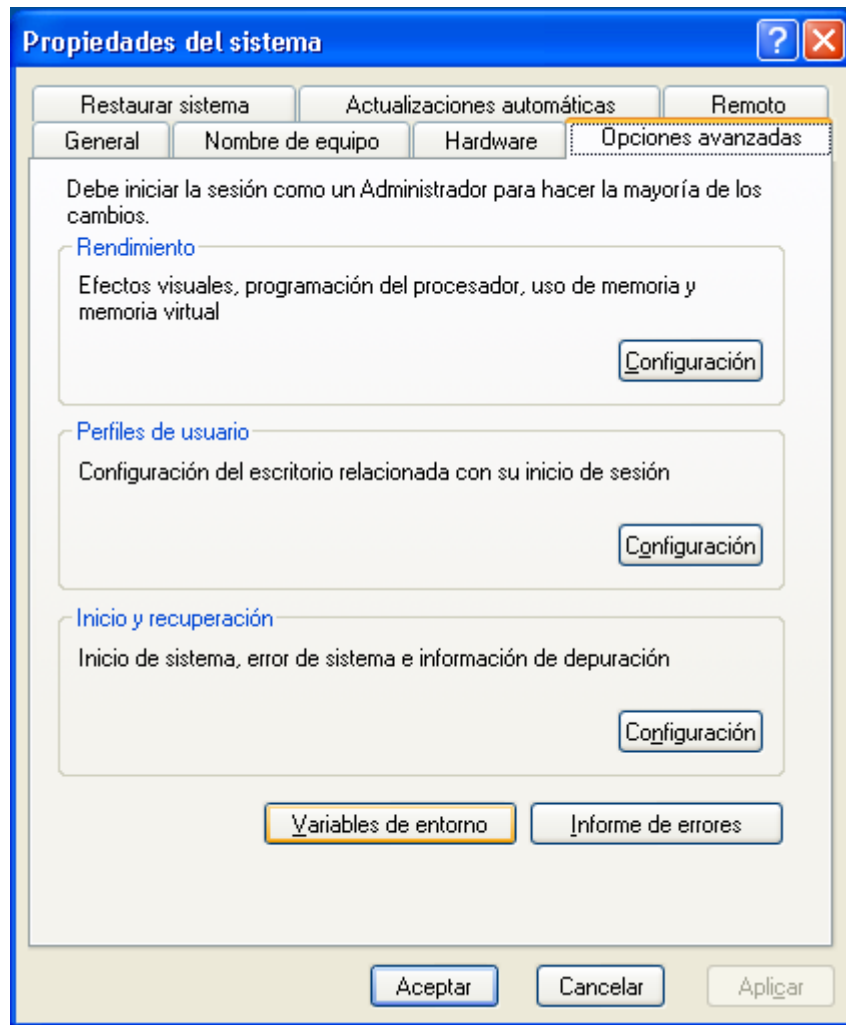 Propiedades del sistema
Restaurar sistema
Actualizaciones automáticas
Remoto
General
Nombre de equipo
Hardware
Opciones avanzadas
Debe iniciar la sesión como un Administrador para hacer la mayoría de los
cambios.
Rendimiento
Efectos visuales, programación del procesador, uso de memoria y
memoria virtual
Configuración
Perfiles de usuario
Configuración del escritorio relacionada con su inicio de sesión
Configuración
Inicio y recuperación
Inicio de sistema, error de sistema e información de depuración
Configuración
Variables de entorno
Informe de errores
Aceptar
Cancelar
Aplicar